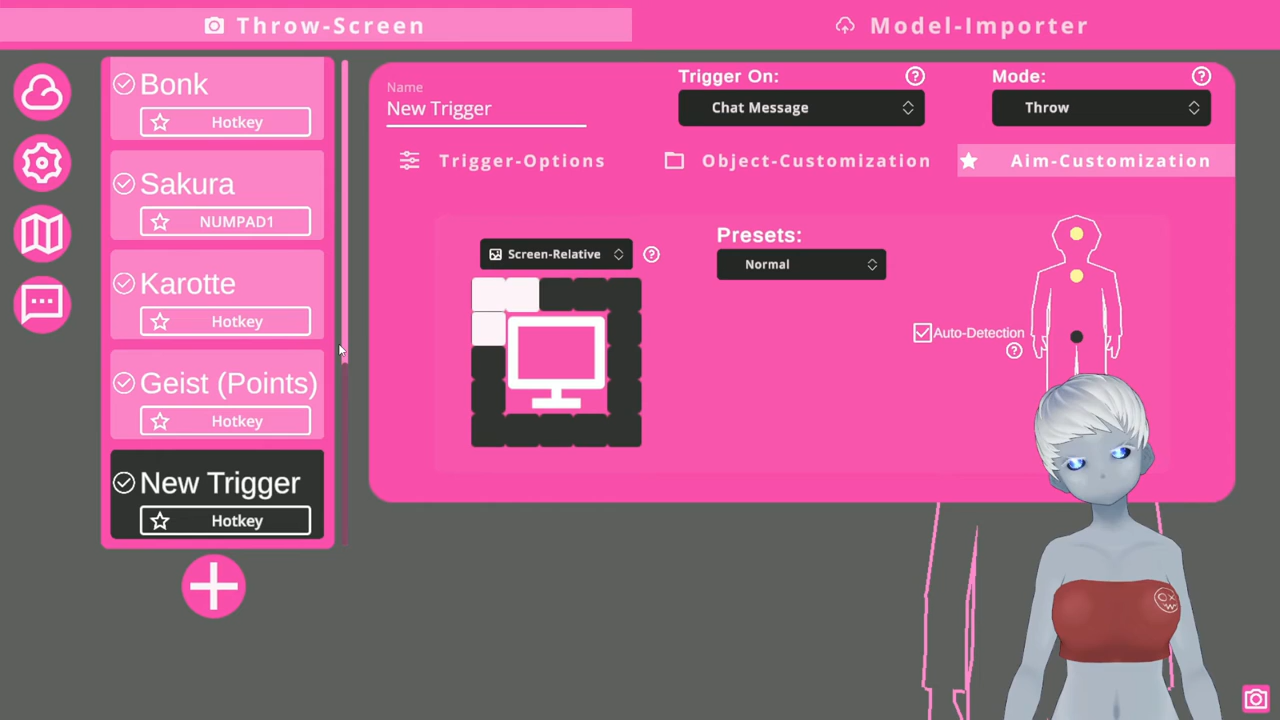 Throw-Screen
Model-Importer
Bonk
Hotkey
Sakura
NUMPAD1
Karotte
Hotkey
Geist (Points)
Hotkey
New Trigger
Hotkey
Name
New Trigger
Trigger On:
Chat Message
Mode:
Throw
Trigger-Options
Object-Customization
Aim-Customization
Screen-Relative
Presets:
Normal
Auto-Detection